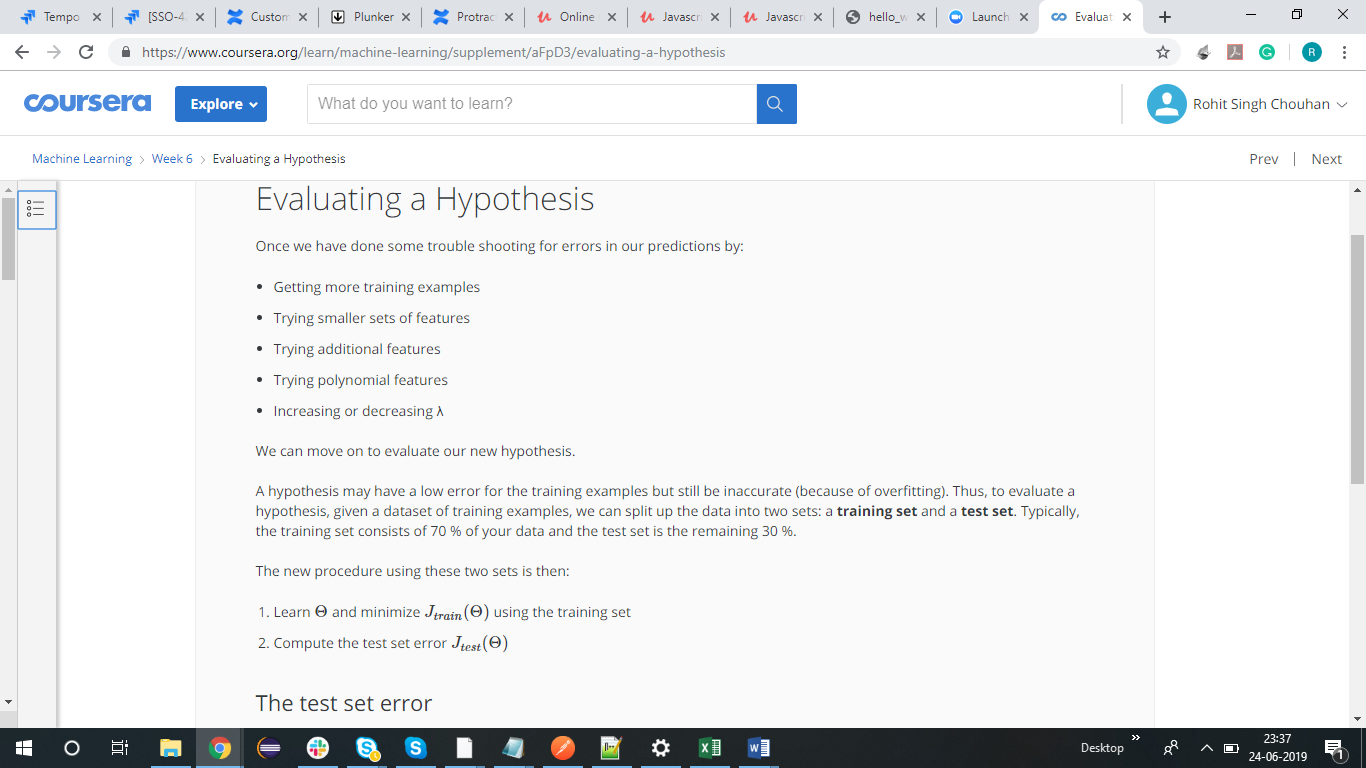 Tempo
[SSO-4
Custom
Plunker
Protrac
Online
Javascri
Javascri
hello_w
Launch
Evaluat
https://www.coursera.org/learn/machine-learning/supplement/aFpD3/evaluating-a-hypothesis
R
coursera
Explore
What do you want to learn?
Rohit Singh Chouhan
Machine Learning > Week 6 > Evaluating a Hypothesis
Prev | Next
Evaluating a Hypothesis
Once we have done some trouble shooting for errors in our predictions by:
• Getting more training examples
• Trying smaller sets of features
• Trying additional features
• Trying polynomial features
• Increasing or decreasing λ
We can move on to evaluate our new hypothesis.
A hypothesis may have a low error for the training examples but still be inaccurate (because of overfitting). Thus, to evaluate a
hypothesis, given a dataset of training examples, we can split up the data into two sets: a training set and a test set. Typically,
the training set consists of 70 % of your data and the test set is the remaining 30 %.
The new procedure using these two sets is then:
1. Learn Θ and minimize J_train(Θ) using the training set
2. Compute the test set error J_test(Θ)
The test set error
Desktop
23:37
24-06-2019
1